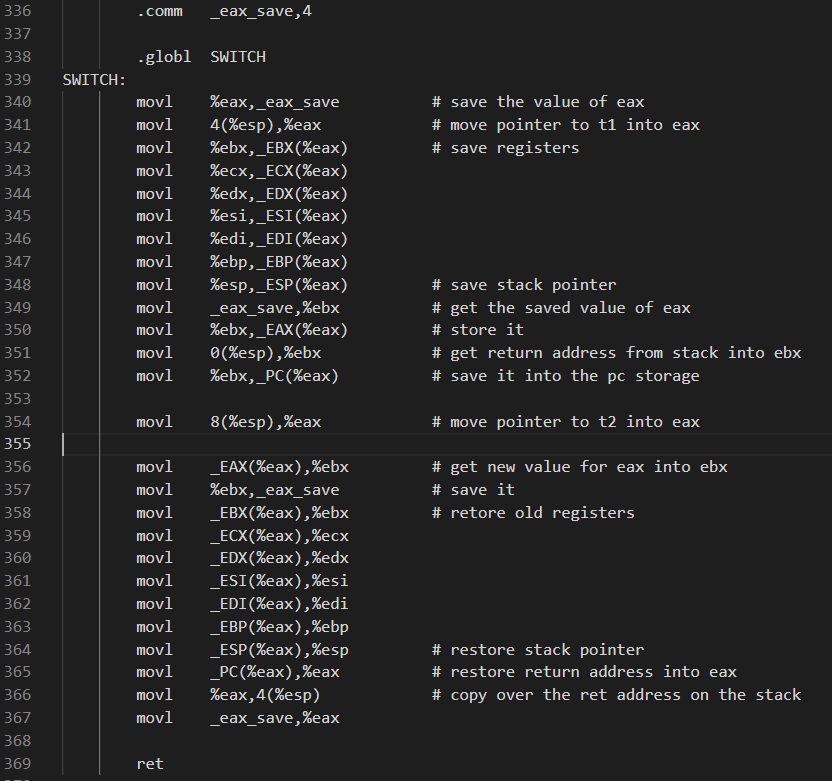 336 .comm _eax_save,4
337
338 .globl SWITCH
339 SWITCH:
340 movl %eax,_eax_save # save the value of eax
341 movl 4(%esp),%eax # move pointer to t1 into eax
342 movl %ebx,_EBX(%eax) # save registers
343 movl %ecx,_ECX(%eax)
344 movl %edx,_EDX(%eax)
345 movl %esi,_ESI(%eax)
346 movl %edi,_EDI(%eax)
347 movl %ebp,_EBP(%eax)
348 movl %esp,_ESP(%eax) # save stack pointer
349 movl _eax_save,%ebx # get the saved value of eax
350 movl %ebx,_EAX(%eax) # store it
351 movl 0(%esp),%ebx # get return address from stack into ebx
352 movl %ebx,_PC(%eax) # save it into the pc storage
353
354 movl 8(%esp),%eax # move pointer to t2 into eax
355
356 movl _EAX(%eax),%ebx # get new value for eax into ebx
357 movl %ebx,_eax_save # save it
358 movl _EBX(%eax),%ebx # retore old registers
359 movl _ECX(%eax),%ecx
360 movl _EDX(%eax),%edx
361 movl _ESI(%eax),%esi
362 movl _EDI(%eax),%edi
363 movl _EBP(%eax),%ebp
364 movl _ESP(%eax),%esp # restore stack pointer
365 movl _PC(%eax),%eax # restore return address into eax
366 movl %eax,4(%esp) # copy over the ret address on the stack
367 movl _eax_save,%eax
368
369 ret